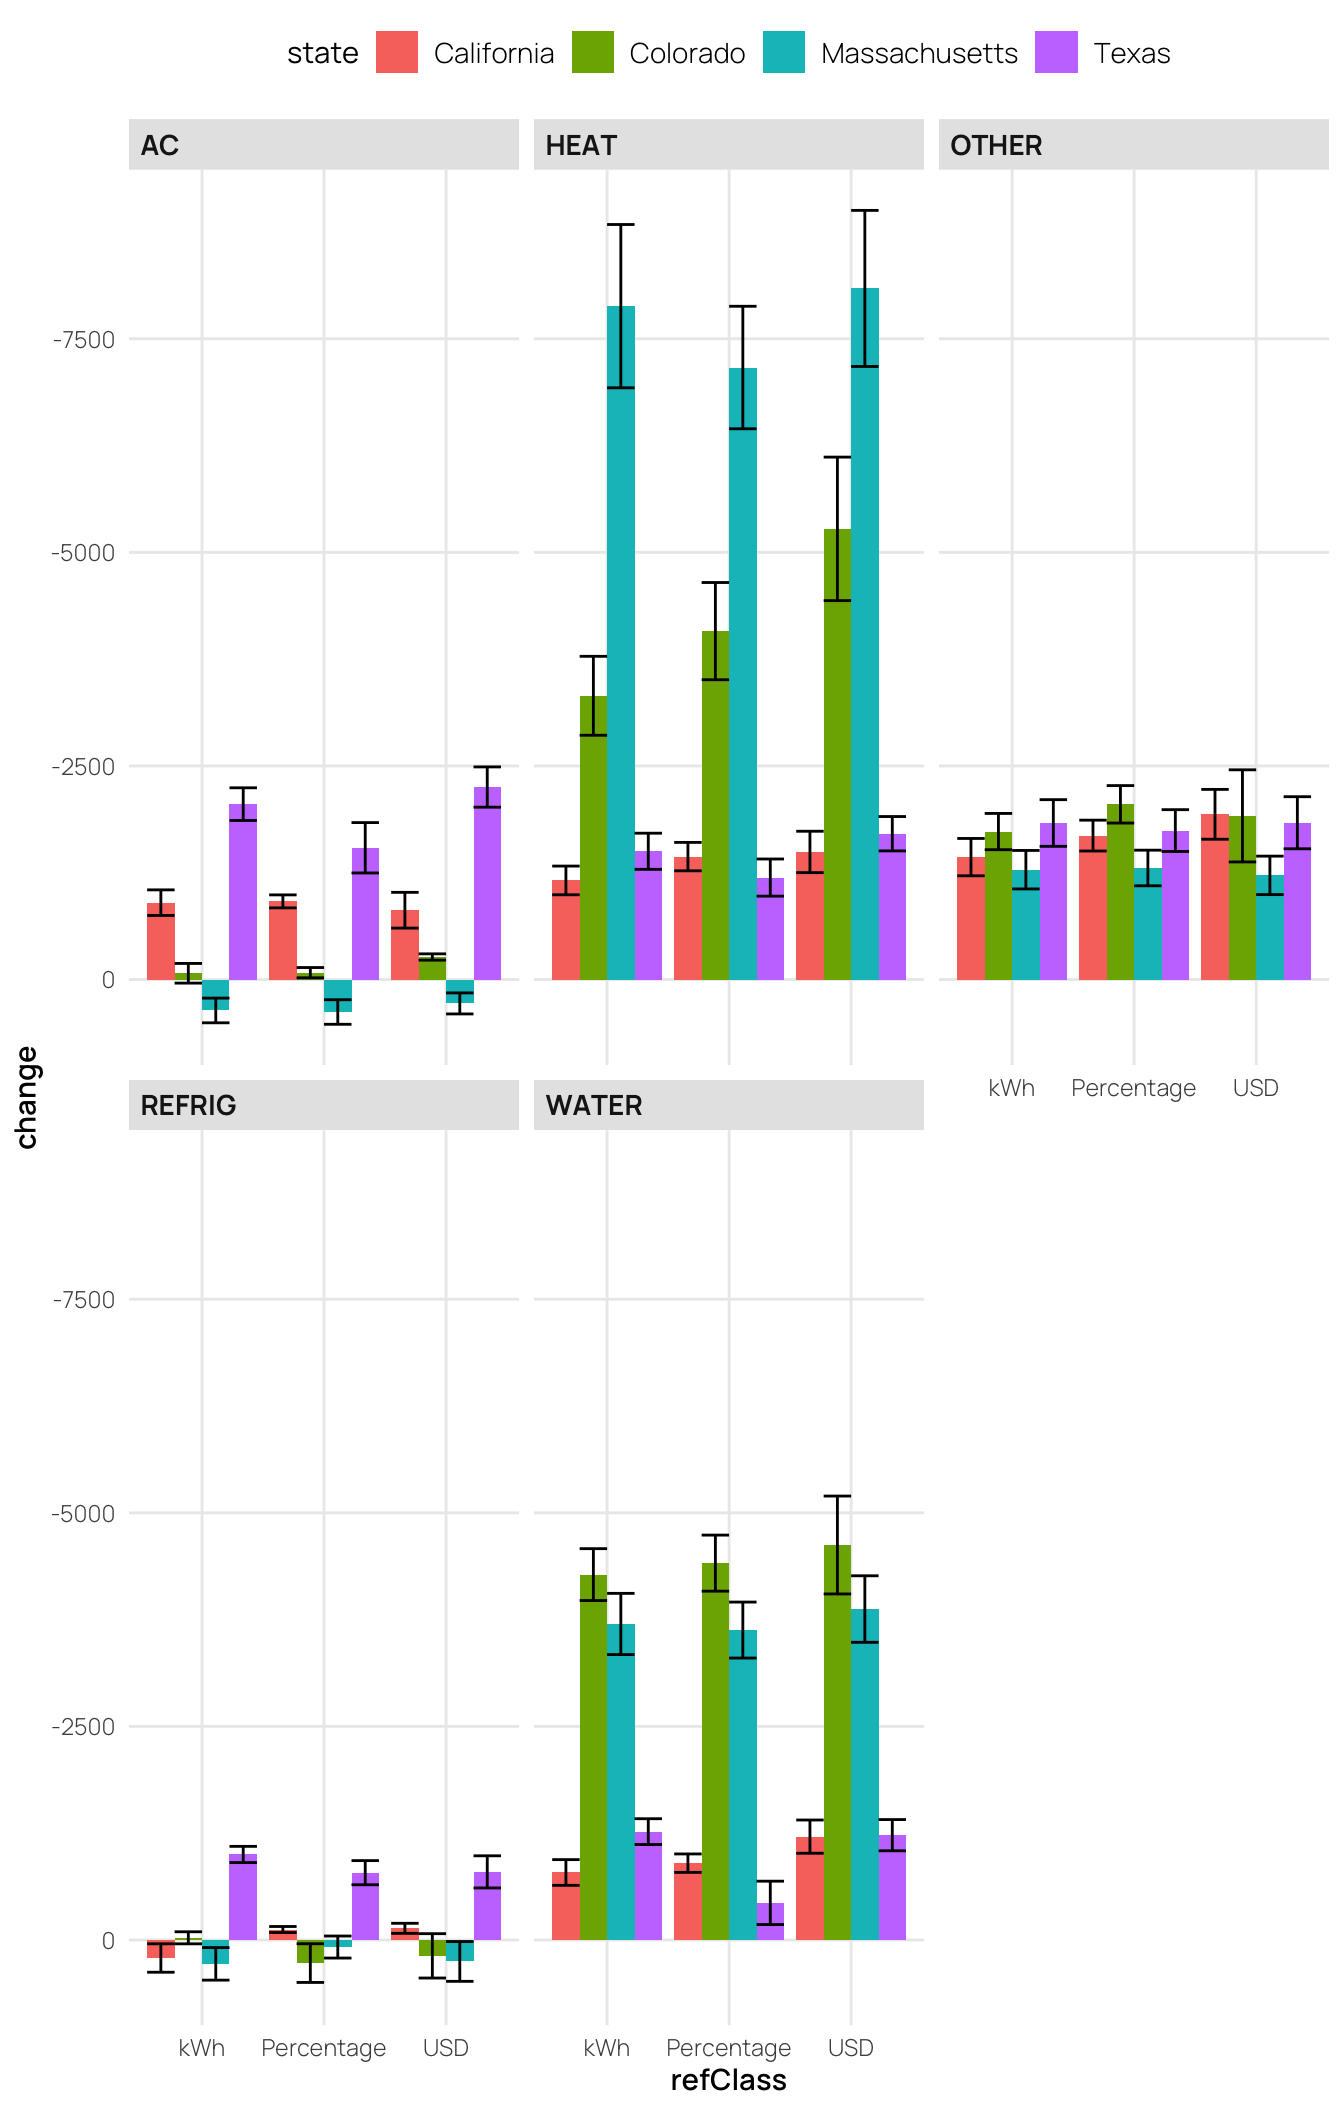 state California Colorado Massachusetts Texas
AC HEAT OTHER
-7500
-5000
-2500
0
change
kWh Percentage USD
REFRIG WATER
-7500
-5000
-2500
0
kWh Percentage USD kWh Percentage USD
refClass